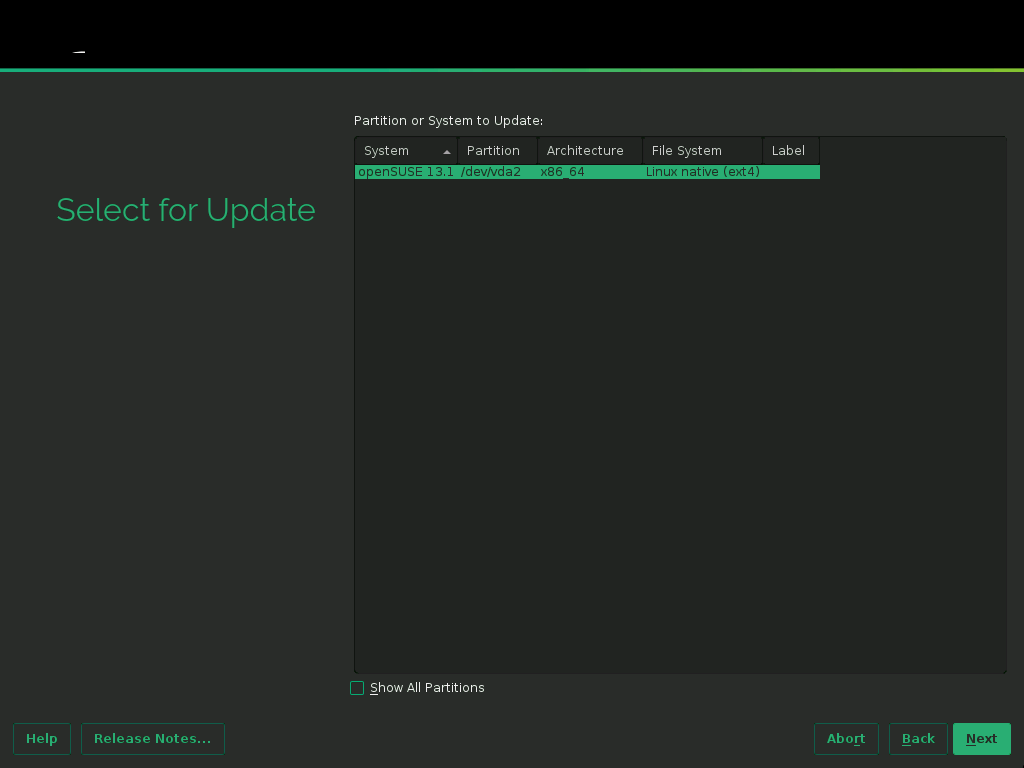 Partition or System to Update:
System Partition Architecture File System Label
openSUSE 13.1 /dev/vda2 x86_64 Linux native (ext4)
Select for Update
Show All Partitions
Help Release Notes... Abort Back Next